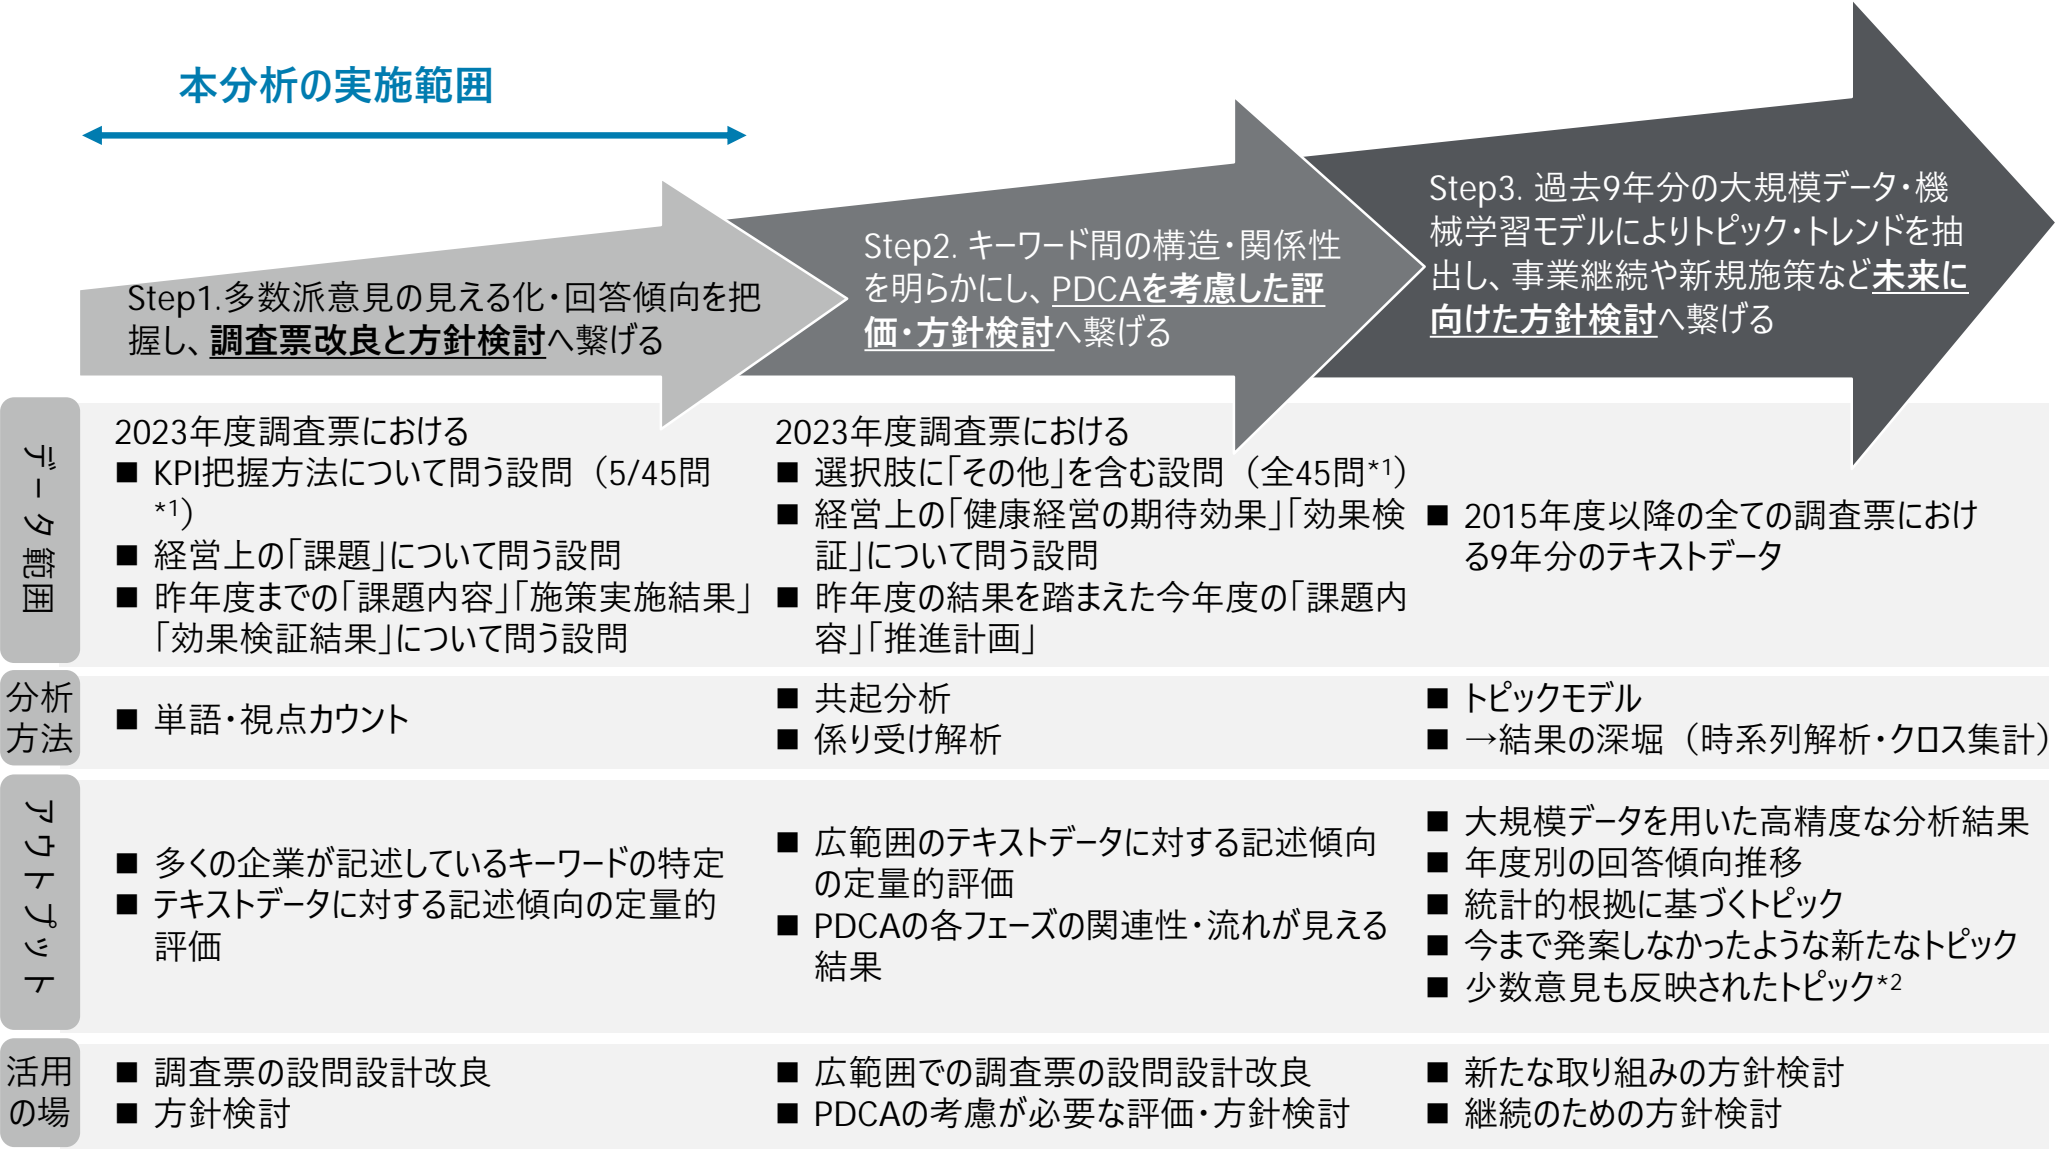 本分析の実施範囲
Step1.多数派意見の見える化・回答傾向を把
握し、調査票改良と方針検討へ繋げる
Step2. キーワード間の構造・関係性
を明らかにし、PDCAを考慮した評
価・方針検討へ繋げる
Step3. 過去9年分の大規模データ・機
械学習モデルによりトピック・トレンドを抽
出し、事業継続や新規施策など未来に
向けた方針検討へ繋げる
データ範囲
2023年度調査票における
■ KPI把握方法について問う設問（5/45問
*1）
■ 経営上の「課題」について問う設問
■ 昨年度までの「課題内容」「施策実施結果」
「効果検証結果」について問う設問
2023年度調査票における
■ 選択肢に「その他」を含む設問（全45問*1）
■ 経営上の「健康経営の期待効果」「効果検
証」について問う設問
■ 昨年度の結果を踏まえた今年度の「課題内
容」「推進計画」
■ 2015年度以降の全ての調査票におけ
る9年分のテキストデータ
分析
方法
■ 単語・視点カウント
■ 共起分析
■ 係り受け解析
■ トピックモデル
■ →結果の深堀（時系列解析・クロス集計）
アウトプット
■ 多くの企業が記述しているキーワードの特定
■ テキストデータに対する記述傾向の定量的
評価
■ 広範囲のテキストデータに対する記述傾向
の定量的評価
■ PDCAの各フェーズの関連性・流れが見える
結果
■ 大規模データを用いた高精度な分析結果
■ 年度別の回答傾向推移
■ 統計的根拠に基づくトピック
■ 今まで発案しなかったような新たなトピック
■ 少数意見も反映されたトピック*2
活用
の場
■ 調査票の設問設計改良
■ 方針検討
■ 広範囲での調査票の設問設計改良
■ PDCAの考慮が必要な評価・方針検討
■ 新たな取り組みの方針検討
■ 継続のための方針検討